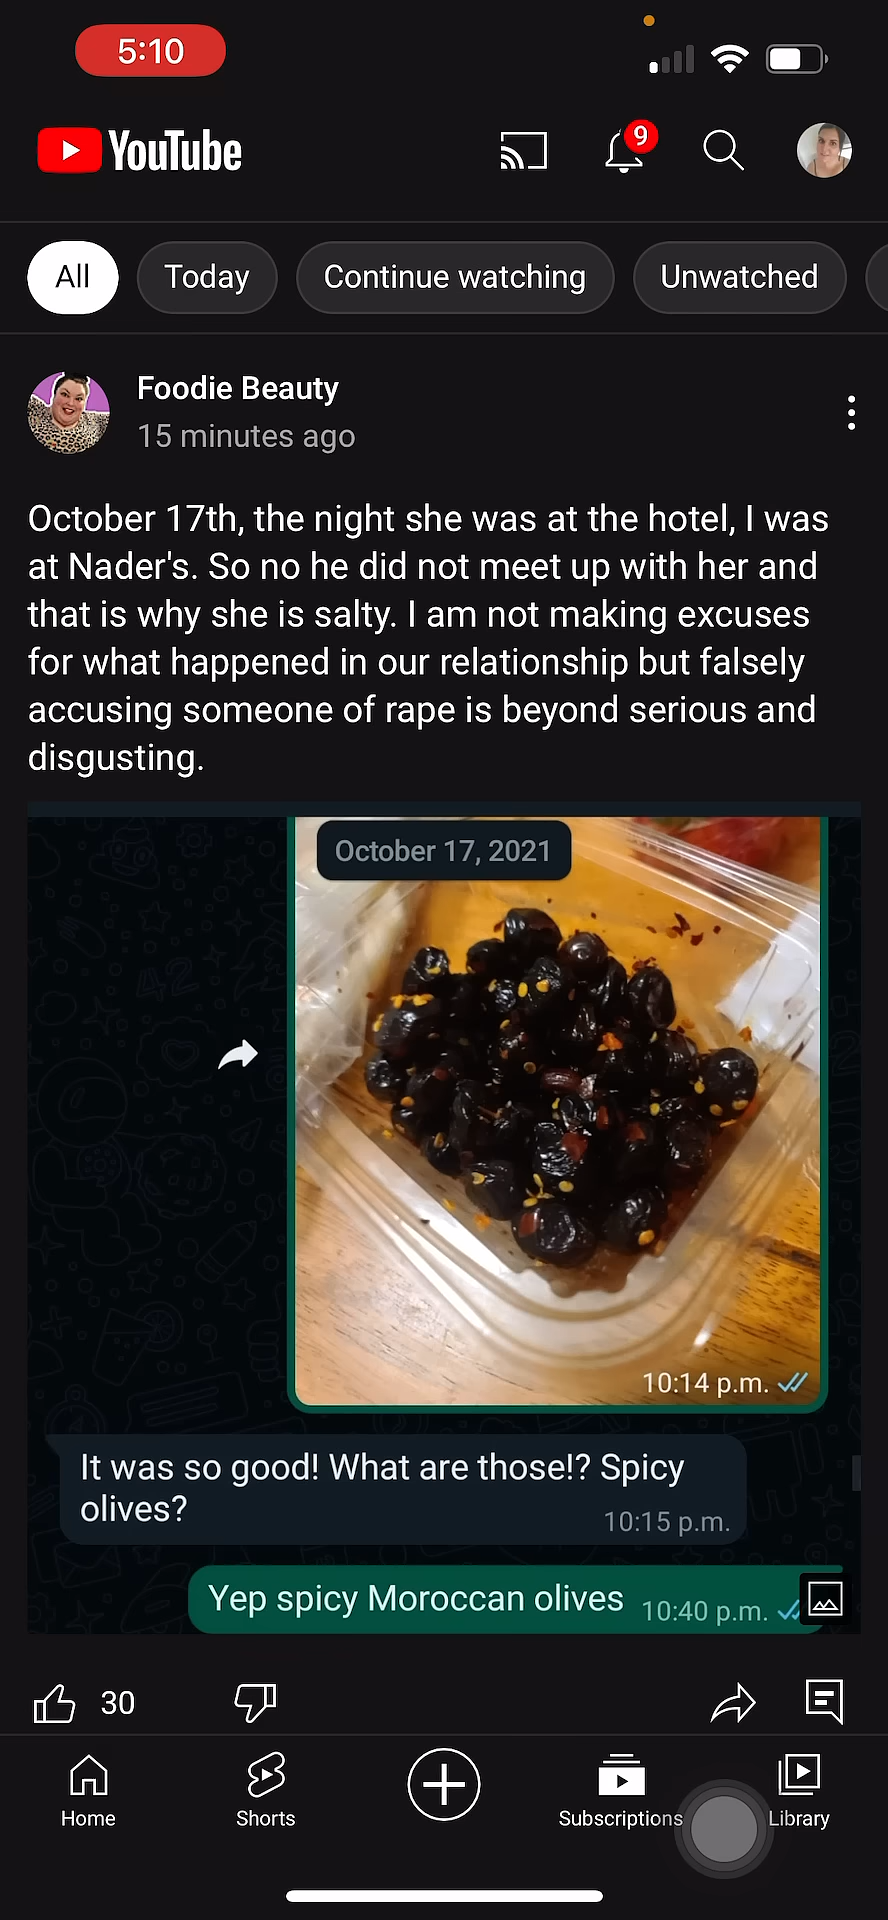 5:10
YouTube
9
All
Today
Continue watching
Unwatched
Foodie Beauty
15 minutes ago
October 17th, the night she was at the hotel, I was
at Nader's. So no he did not meet up with her and
that is why she is salty. I am not making excuses
for what happened in our relationship but falsely
accusing someone of rape is beyond serious and
disgusting.
October 17, 2021
10:14 p.m.
It was so good! What are those!? Spicy
olives?
10:15 p.m.
Yep spicy Moroccan olives
10:40 p.m.
30
Home
Shorts
Subscriptions
Library